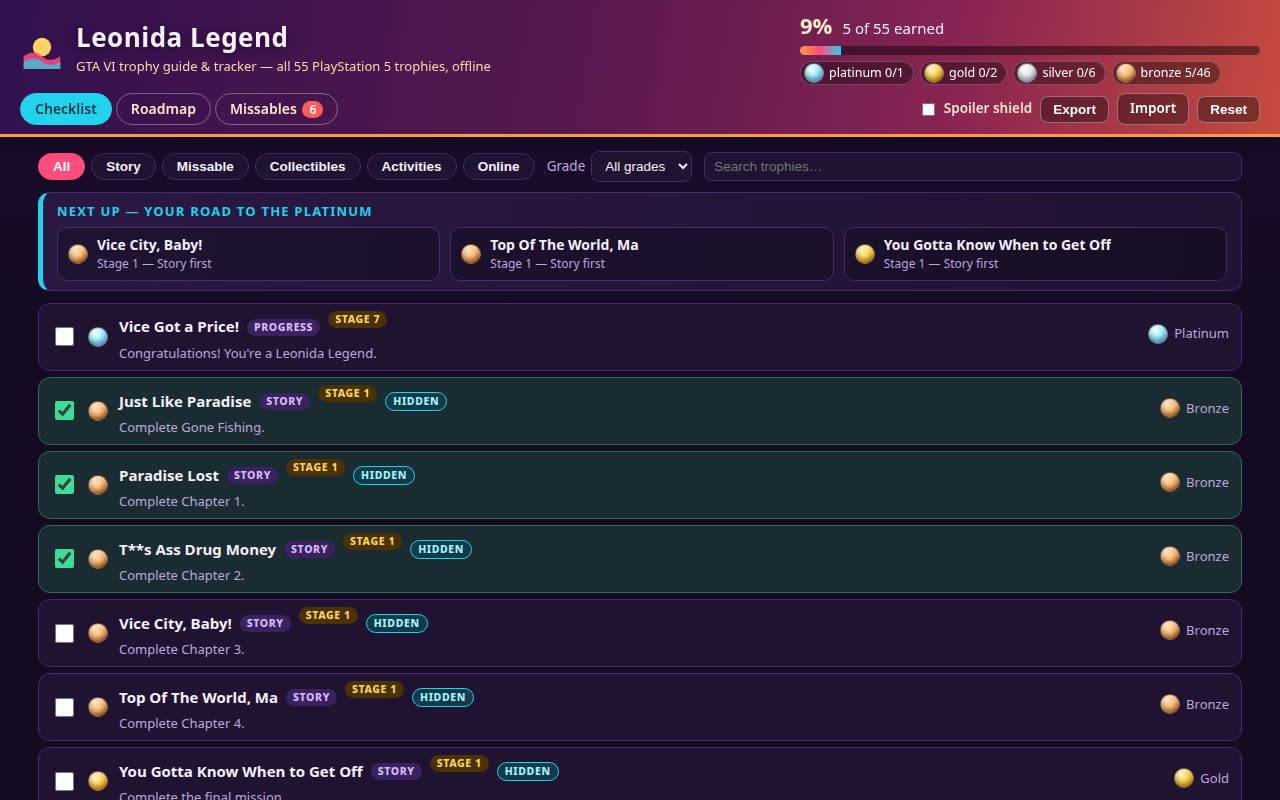 Leonida Legend
GTA VI trophy guide & tracker — all 55 PlayStation 5 trophies, offline
9% 5 of 55 earned
platinum 0/1 gold 0/2 silver 0/6 bronze 5/46
Checklist Roadmap Missables 6
Spoiler shield Export Import Reset
All Story Missable Collectibles Activities Online Grade All grades Search trophies…
NEXT UP — YOUR ROAD TO THE PLATINUM
Vice City, Baby!
Stage 1 — Story first
Top Of The World, Ma
Stage 1 — Story first
You Gotta Know When to Get Off
Stage 1 — Story first
Vice Got a Price! PROGRESS STAGE 7
Congratulations! You're a Leonida Legend.
Platinum
Just Like Paradise STORY STAGE 1 HIDDEN
Complete Gone Fishing.
Bronze
Paradise Lost STORY STAGE 1 HIDDEN
Complete Chapter 1.
Bronze
T**s Ass Drug Money STORY STAGE 1 HIDDEN
Complete Chapter 2.
Bronze
Vice City, Baby! STORY STAGE 1 HIDDEN
Complete Chapter 3.
Bronze
Top Of The World, Ma STORY STAGE 1 HIDDEN
Complete Chapter 4.
Bronze
You Gotta Know When to Get Off STORY STAGE 1 HIDDEN
Complete the final mission.
Gold